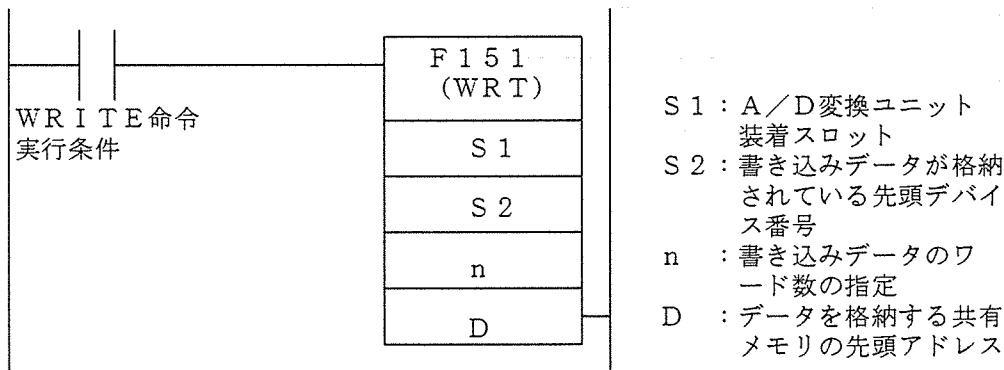 F151
(WRT)
S1
S2
n
D
WRITE命令
実行条件
S1：A／D変換ユニット
装着スロット
S2：書き込みデータが格納
されている先頭デバイ
ス番号
n　：書き込みデータのワ
ード数の指定
D　：データを格納する共有
メモリの先頭アドレス